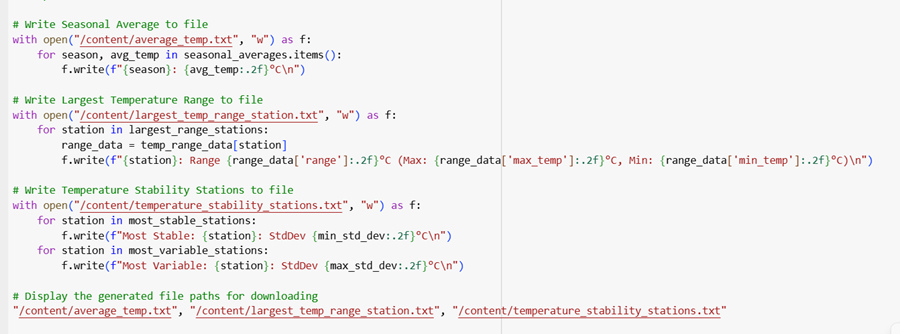 # Write Seasonal Average to file
with open("/content/average_temp.txt", "w") as f:
    for season, avg_temp in seasonal_averages.items():
        f.write(f"{season}: {avg_temp:.2f}°C\n")
# Write Largest Temperature Range to file
with open("/content/largest_temp_range_station.txt", "w") as f:
    for station in largest_range_stations:
        range_data = temp_range_data[station]
        f.write(f"{station}: Range {range_data['range']:.2f}°C (Max: {range_data['max_temp']:.2f}°C, Min: {range_data['min_temp']:.2f}°C)\n")
# Write Temperature Stability Stations to file
with open("/content/temperature_stability_stations.txt", "w") as f:
    for station in most_stable_stations:
        f.write(f"Most Stable: {station}: StdDev {min_std_dev:.2f}°C\n")
    for station in most_variable_stations:
        f.write(f"Most Variable: {station}: StdDev {max_std_dev:.2f}°C\n")
# Display the generated file paths for downloading
"/content/average_temp.txt", "/content/largest_temp_range_station.txt", "/content/temperature_stability_stations.txt"